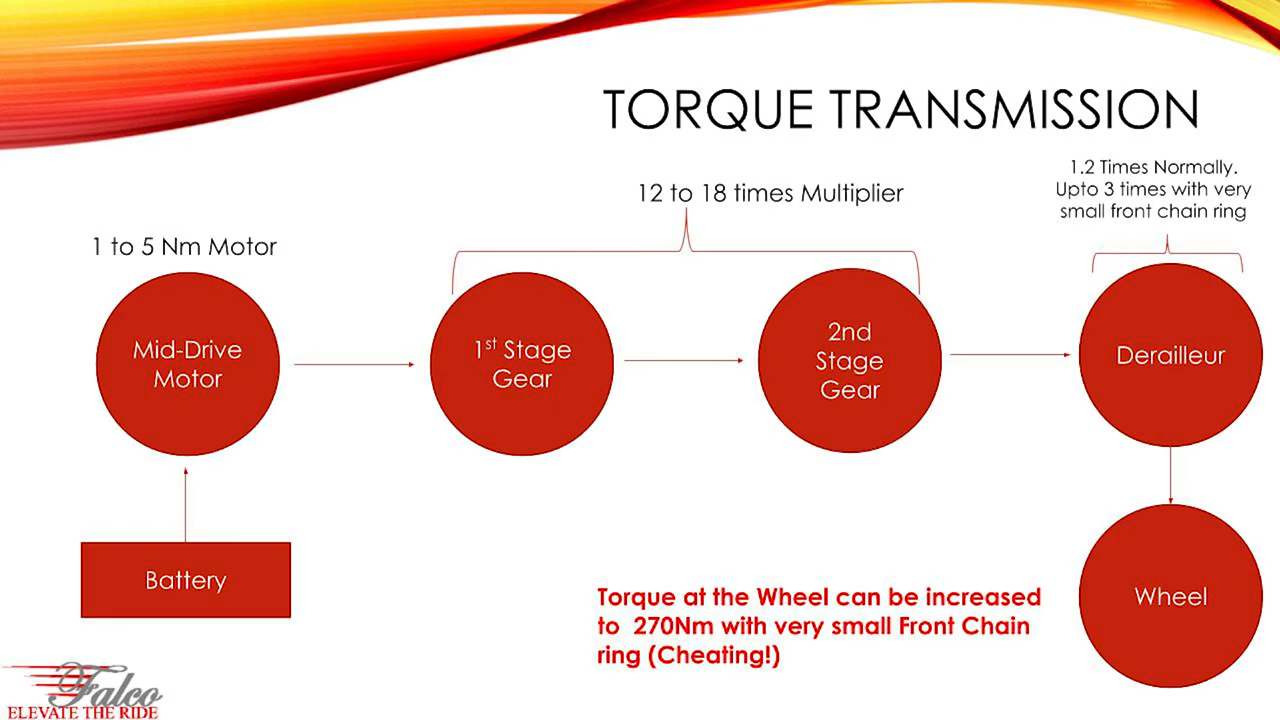 TORQUE TRANSMISSION
1.2 Times Normally.
Upto 3 times with very
small front chain ring
12 to 18 times Multiplier
1 to 5 Nm Motor
Mid-Drive
Motor
1st Stage
Gear
2nd
Stage
Gear
Derailleur
Battery
Wheel
Torque at the Wheel can be increased
to 270Nm with very small Front Chain
ring (Cheating!)
Falco
ELEVATE THE RIDE